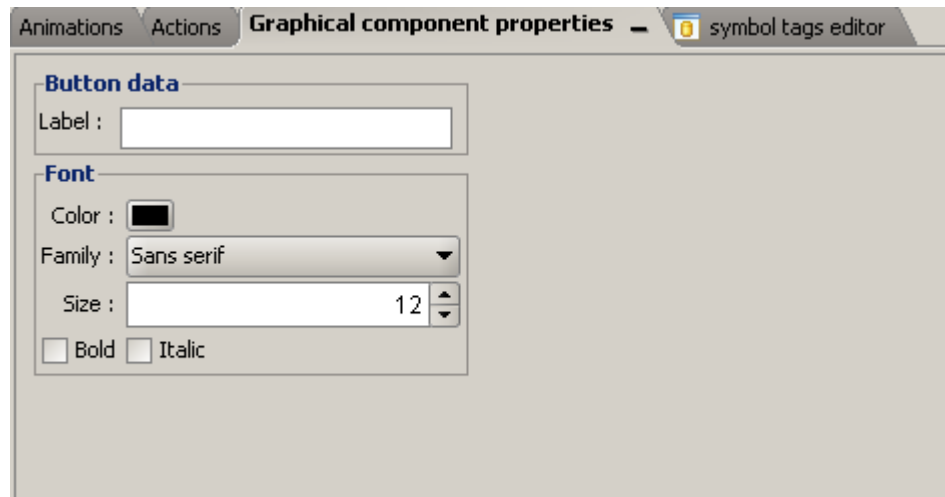 Animations Actions Graphical component properties symbol tags editor
Button data
Label :
Font
Color :
Family : Sans serif
Size : 12
Bold Italic